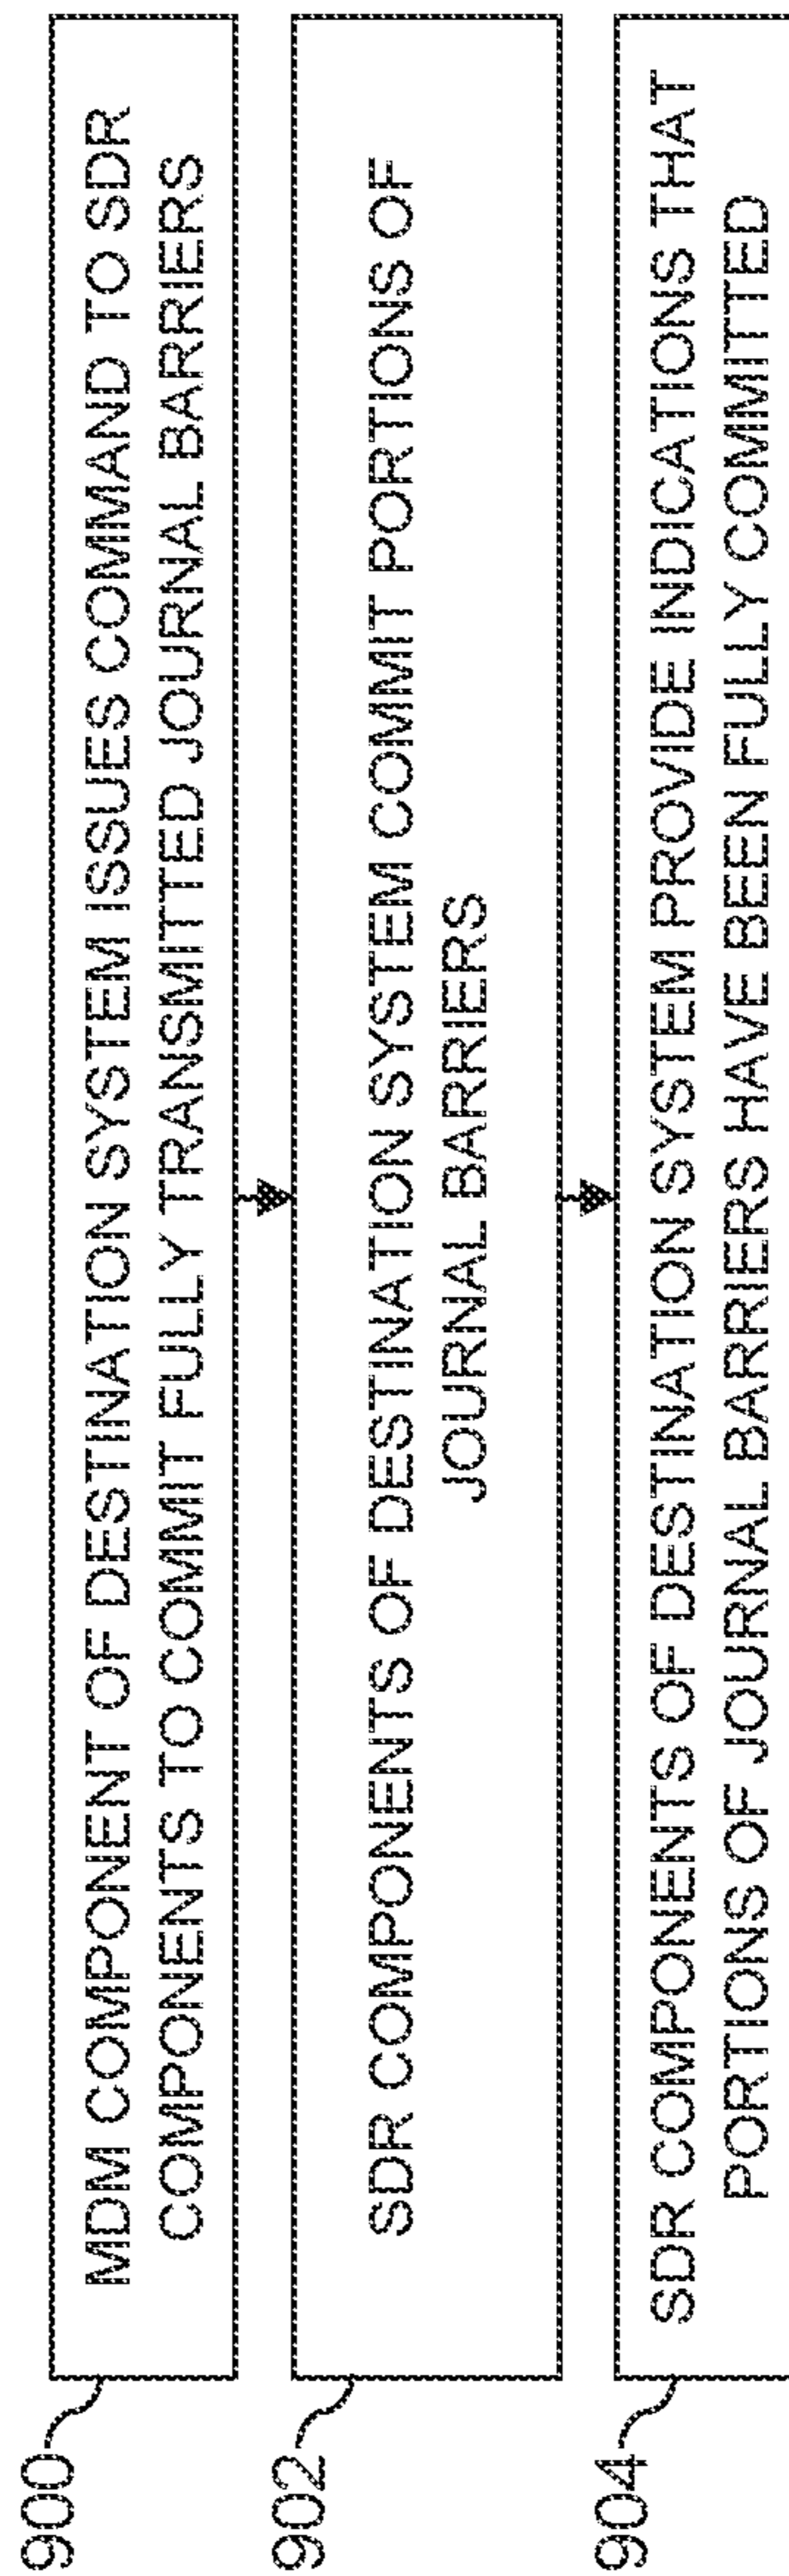 900
MDM COMPONENT OF DESTINATION SYSTEM ISSUES COMMAND TO SDR
COMPONENTS TO COMMIT FULLY TRANSMITTED JOURNAL BARRIERS
902
SDR COMPONENTS OF DESTINATION SYSTEM COMMIT PORTIONS OF
JOURNAL BARRIERS
904
SDR COMPONENTS OF DESTINATION SYSTEM PROVIDE INDICATIONS THAT
PORTIONS OF JOURNAL BARRIERS HAVE BEEN FULLY COMMITTED